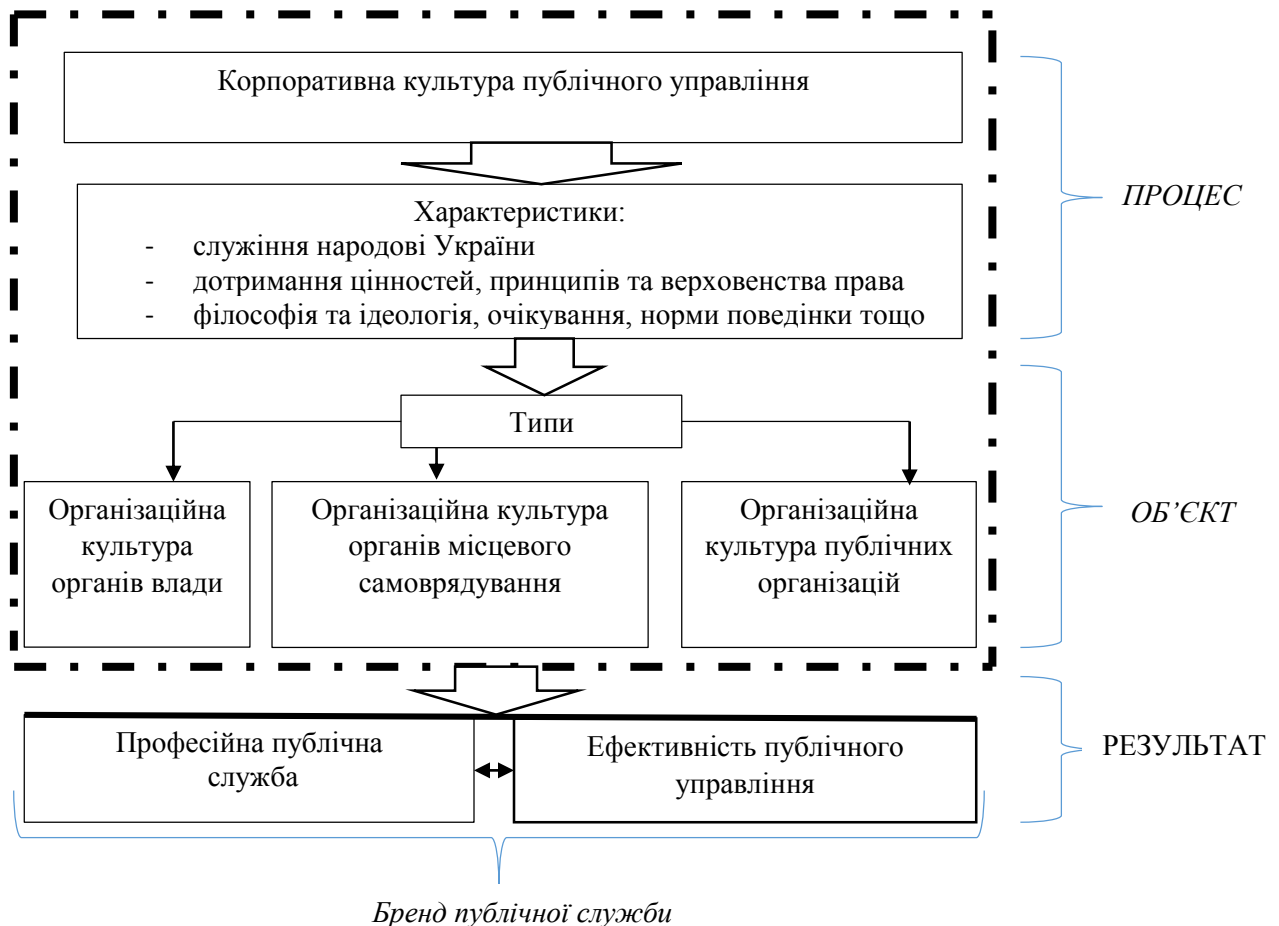 Корпоративна культура публічного управління
Характеристики:
- служіння народові України
- дотримання цінностей, принципів та верховенства права
- філософія та ідеологія, очікування, норми поведінки тощо
ПРОЦЕС
Типи
Організаційна
культура
органів влади
Організаційна культура
органів місцевого
самоврядування
Організаційна
культура публічних
організацій
ОБ’ЄКТ
Професійна публічна
служба
Ефективність публічного
управління
РЕЗУЛЬТАТ
Бренд публічної служби